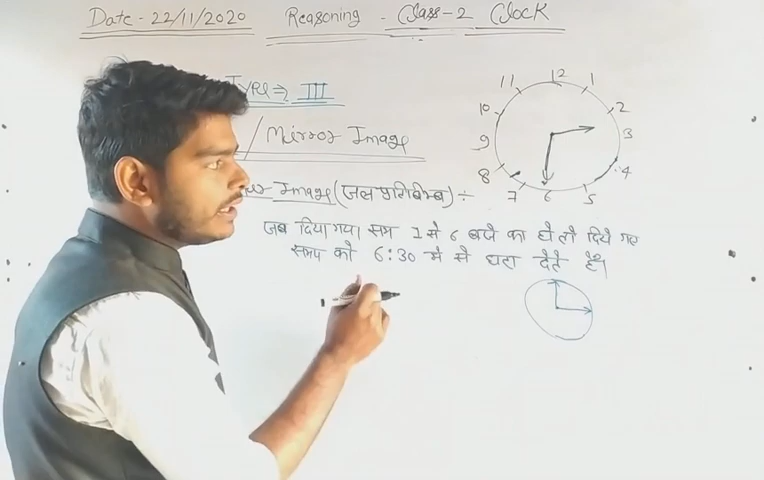 Date - 22/11/2020 Reasoning - Class-2 Clock
Type ⇒ III
/ Mirror Image
Image (जल प्रतिबिम्ब) ÷
जब दिया गया समय 1 से 6 बजे का हो तो दिये गए
समय को 6:30 में से घटा देते हैं।
12
1
2
3
4
5
6
7
8
9
10
11